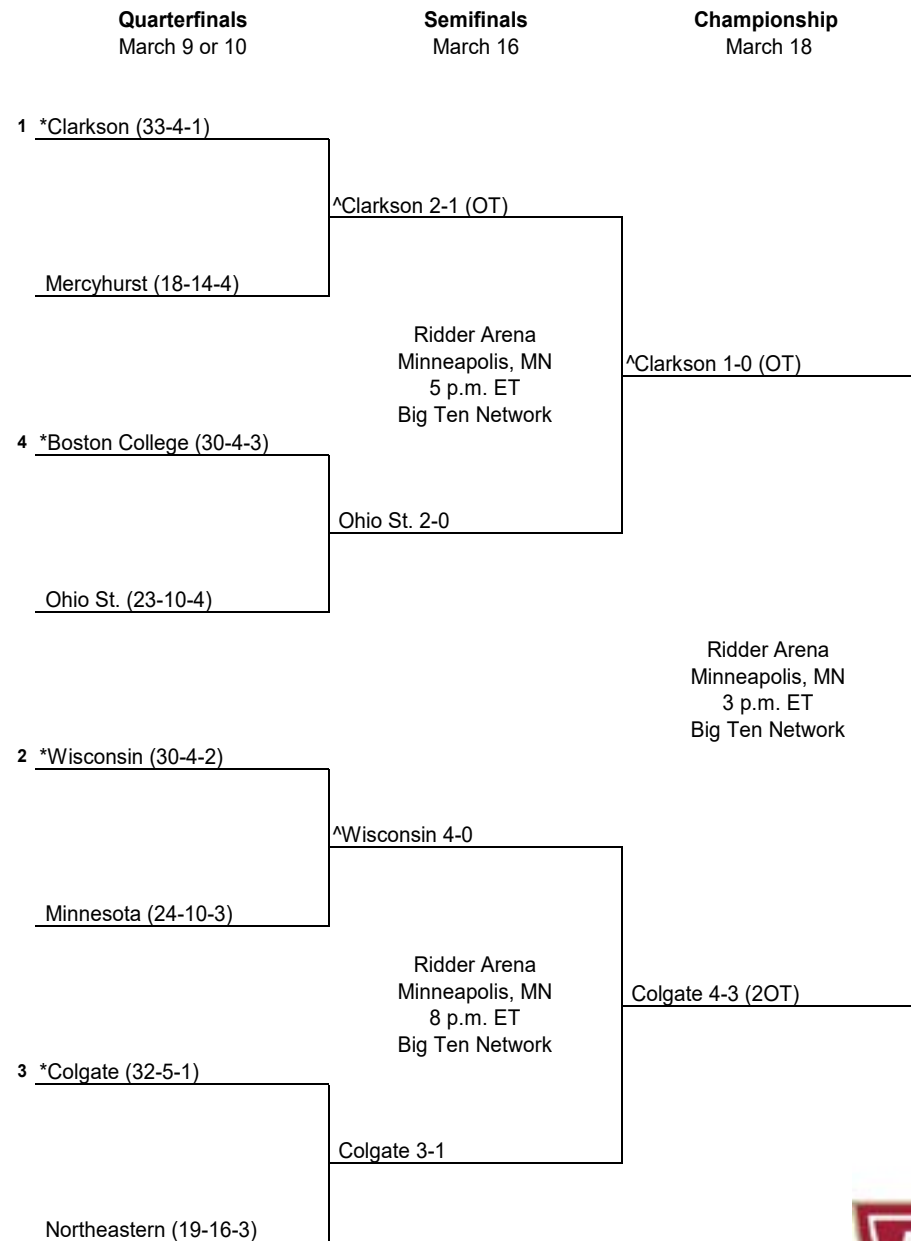 Quarterfinals Semifinals Championship
March 9 or 10 March 16 March 18
1 *Clarkson (33-4-1)
^Clarkson 2-1 (OT)
Mercyhurst (18-14-4)
Ridder Arena
Minneapolis, MN
5 p.m. ET
Big Ten Network
^Clarkson 1-0 (OT)
4 *Boston College (30-4-3)
Ohio St. 2-0
Ohio St. (23-10-4)
Ridder Arena
Minneapolis, MN
3 p.m. ET
Big Ten Network
2 *Wisconsin (30-4-2)
^Wisconsin 4-0
Minnesota (24-10-3)
Ridder Arena
Minneapolis, MN
8 p.m. ET
Big Ten Network
Colgate 4-3 (2OT)
3 *Colgate (32-5-1)
Colgate 3-1
Northeastern (19-16-3)